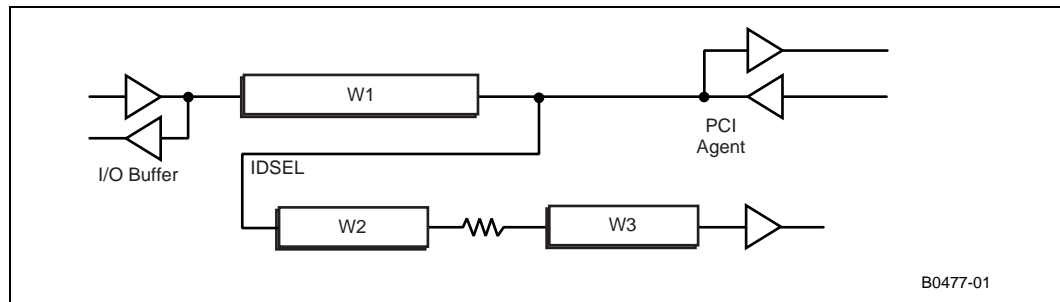 W1
PCI
Agent
I/O Buffer
IDSEL
W2
W3
B0477-01